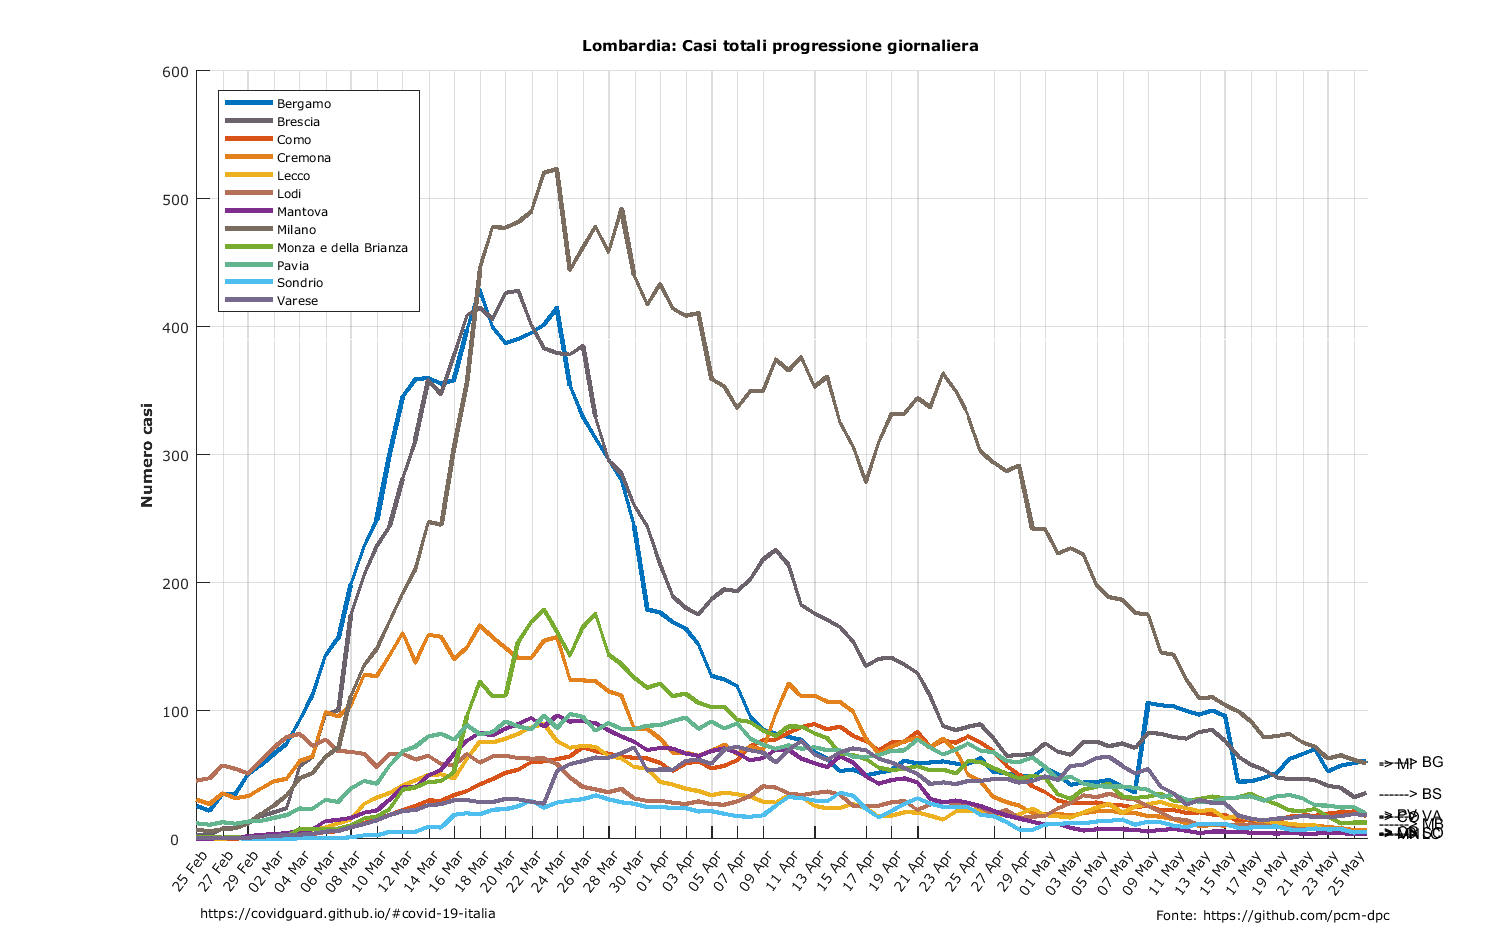 Lombardia: Casi totali progressione giornaliera
Numero casi
600
500
400
300
200
100
0
Bergamo
Brescia
Como
Cremona
Lecco
Lodi
Mantova
Milano
Monza e della Brianza
Pavia
Sondrio
Varese
BG
-> MI
------> BS
VA
25 Feb
27 Feb
29 Feb
02 Mar
04 Mar
06 Mar
08 Mar
10 Mar
12 Mar
14 Mar
16 Mar
18 Mar
20 Mar
22 Mar
24 Mar
26 Mar
28 Mar
30 Mar
01 Apr
03 Apr
05 Apr
07 Apr
09 Apr
11 Apr
13 Apr
15 Apr
17 Apr
19 Apr
21 Apr
23 Apr
25 Apr
27 Apr
29 Apr
01 May
03 May
05 May
07 May
09 May
11 May
13 May
15 May
17 May
19 May
21 May
23 May
25 May
https://covidguard.github.io/#covid-19-italia
Fonte: https://github.com/pcm-dpc